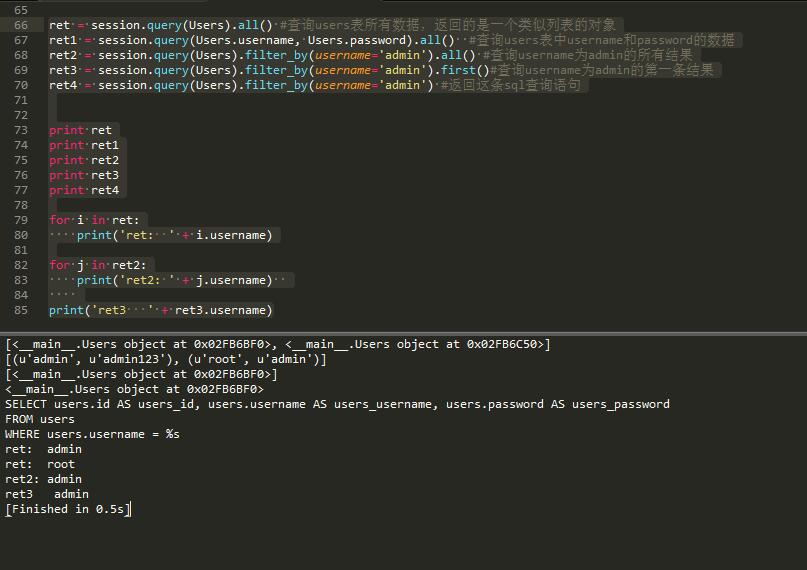 65
66 ret = session.query(Users).all() #查询users表所有数据，返回的是一个类似列表的对象
67 ret1 = session.query(Users.username, Users.password).all() #查询users表中username和password的数据
68 ret2 = session.query(Users).filter_by(username='admin').all() #查询username为admin的所有结果
69 ret3 = session.query(Users).filter_by(username='admin').first()#查询username为admin的第一条结果
70 ret4 = session.query(Users).filter_by(username='admin') #返回这条sql查询语句
71
72
73 print ret
74 print ret1
75 print ret2
76 print ret3
77 print ret4
78
79 for i in ret:
80     print('ret:  ' + i.username)
81
82 for j in ret2:
83     print('ret2: ' + j.username)
84
85 print('ret3   ' + ret3.username)
[<__main__.Users object at 0x02FB6BF0>, <__main__.Users object at 0x02FB6C50>]
[(u'admin', u'admin123'), (u'root', u'admin')]
[<__main__.Users object at 0x02FB6BF0>]
<__main__.Users object at 0x02FB6BF0>
SELECT users.id AS users_id, users.username AS users_username, users.password AS users_password
FROM users
WHERE users.username = %s
ret:  admin
ret:  root
ret2: admin
ret3   admin
[Finished in 0.5s]